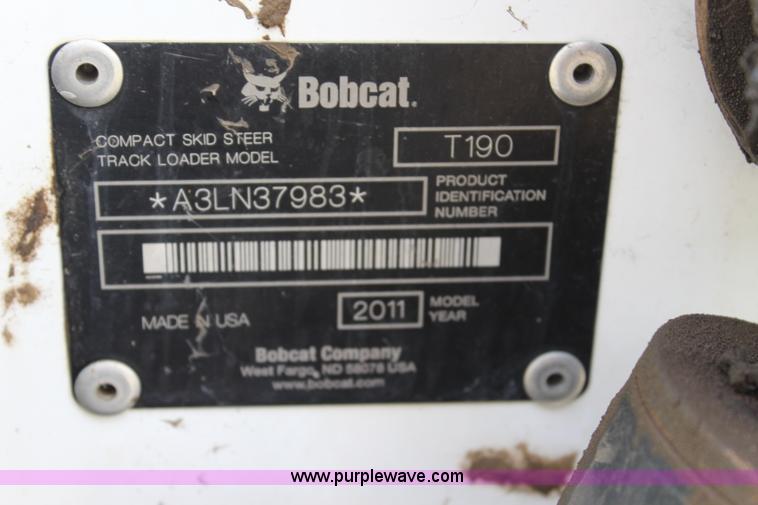 Bobcat.
COMPACT SKID STEER
TRACK LOADER MODEL
T190
*A3LN37983*
PRODUCT
IDENTIFICATION
NUMBER
MADE IN USA
2011
MODEL
YEAR
Bobcat Company
West Fargo, ND 58078 USA
www.bobcat.com
www.purplewave.com